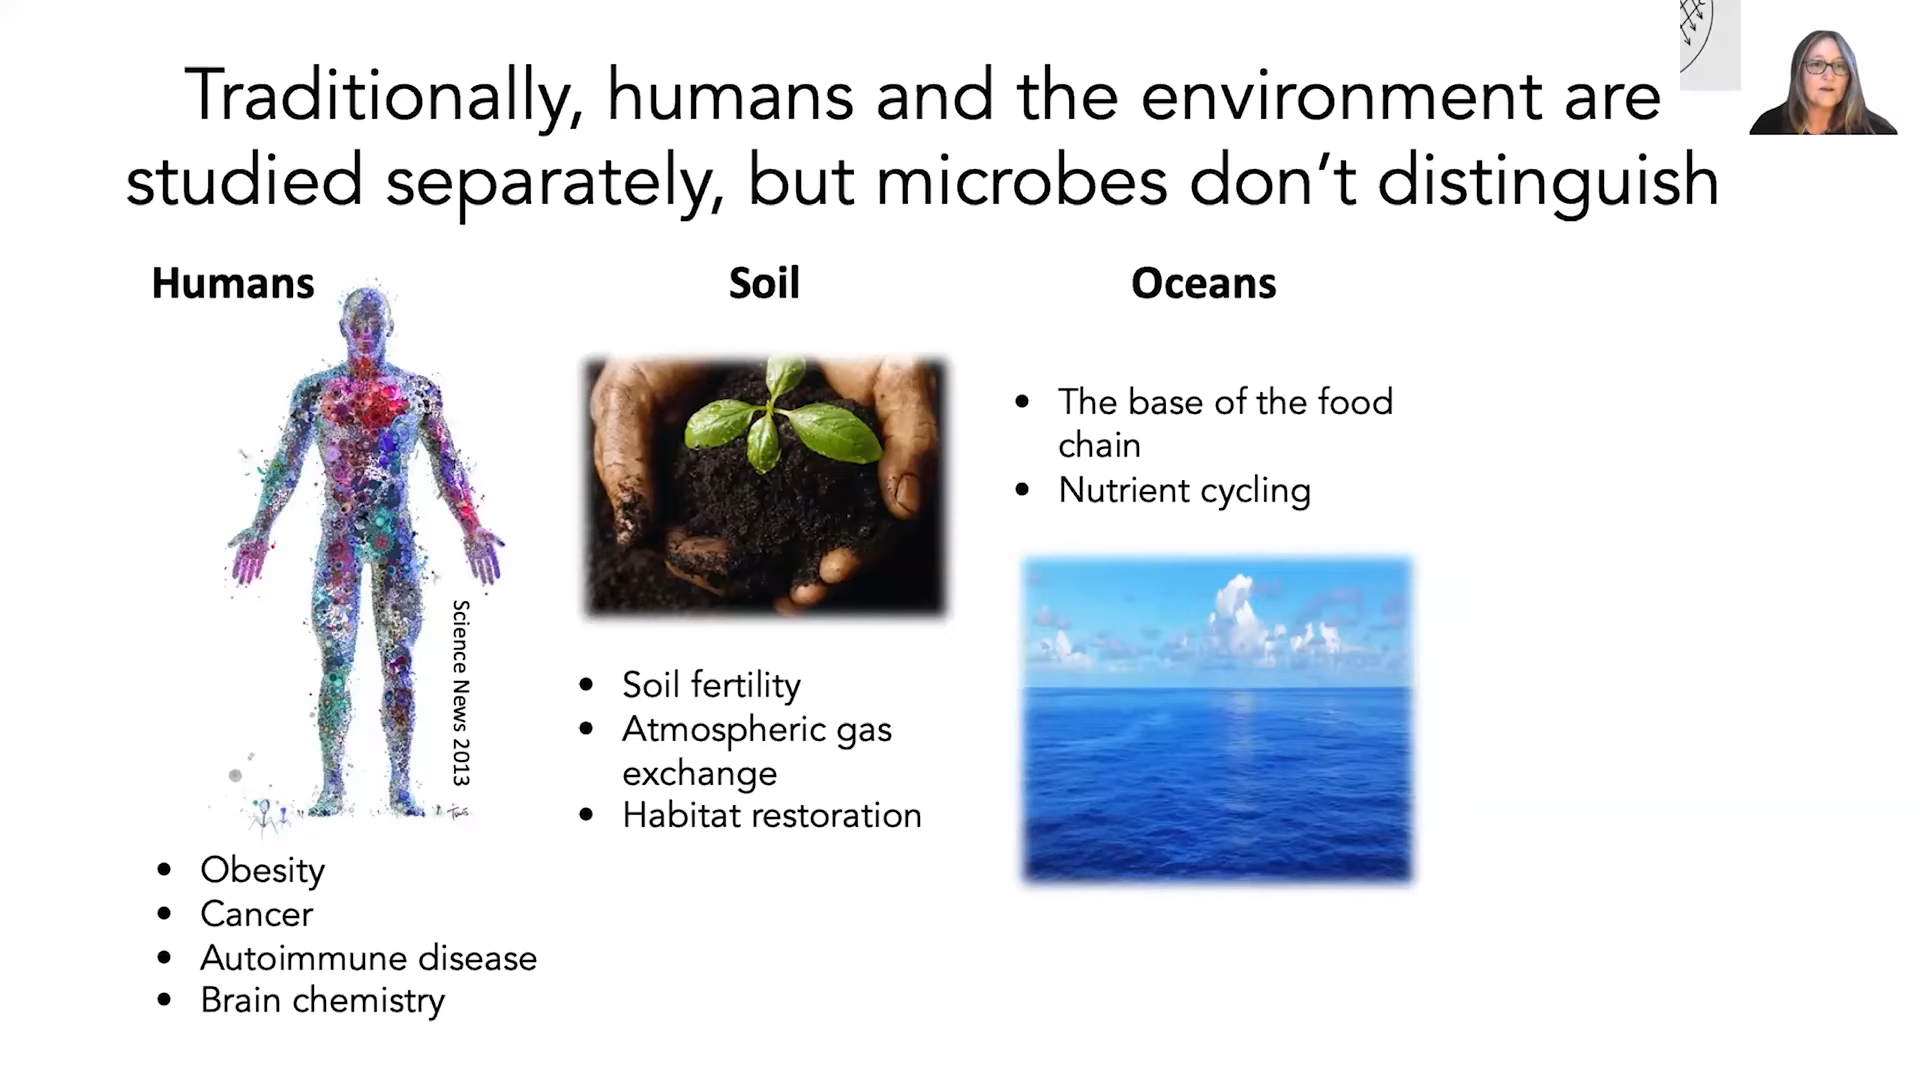 Traditionally, humans and the environment are
studied separately, but microbes don’t distinguish
Humans
Science News 2013
• Obesity
• Cancer
• Autoimmune disease
• Brain chemistry
Soil
• Soil fertility
• Atmospheric gas
exchange
• Habitat restoration
Oceans
• The base of the food
chain
• Nutrient cycling